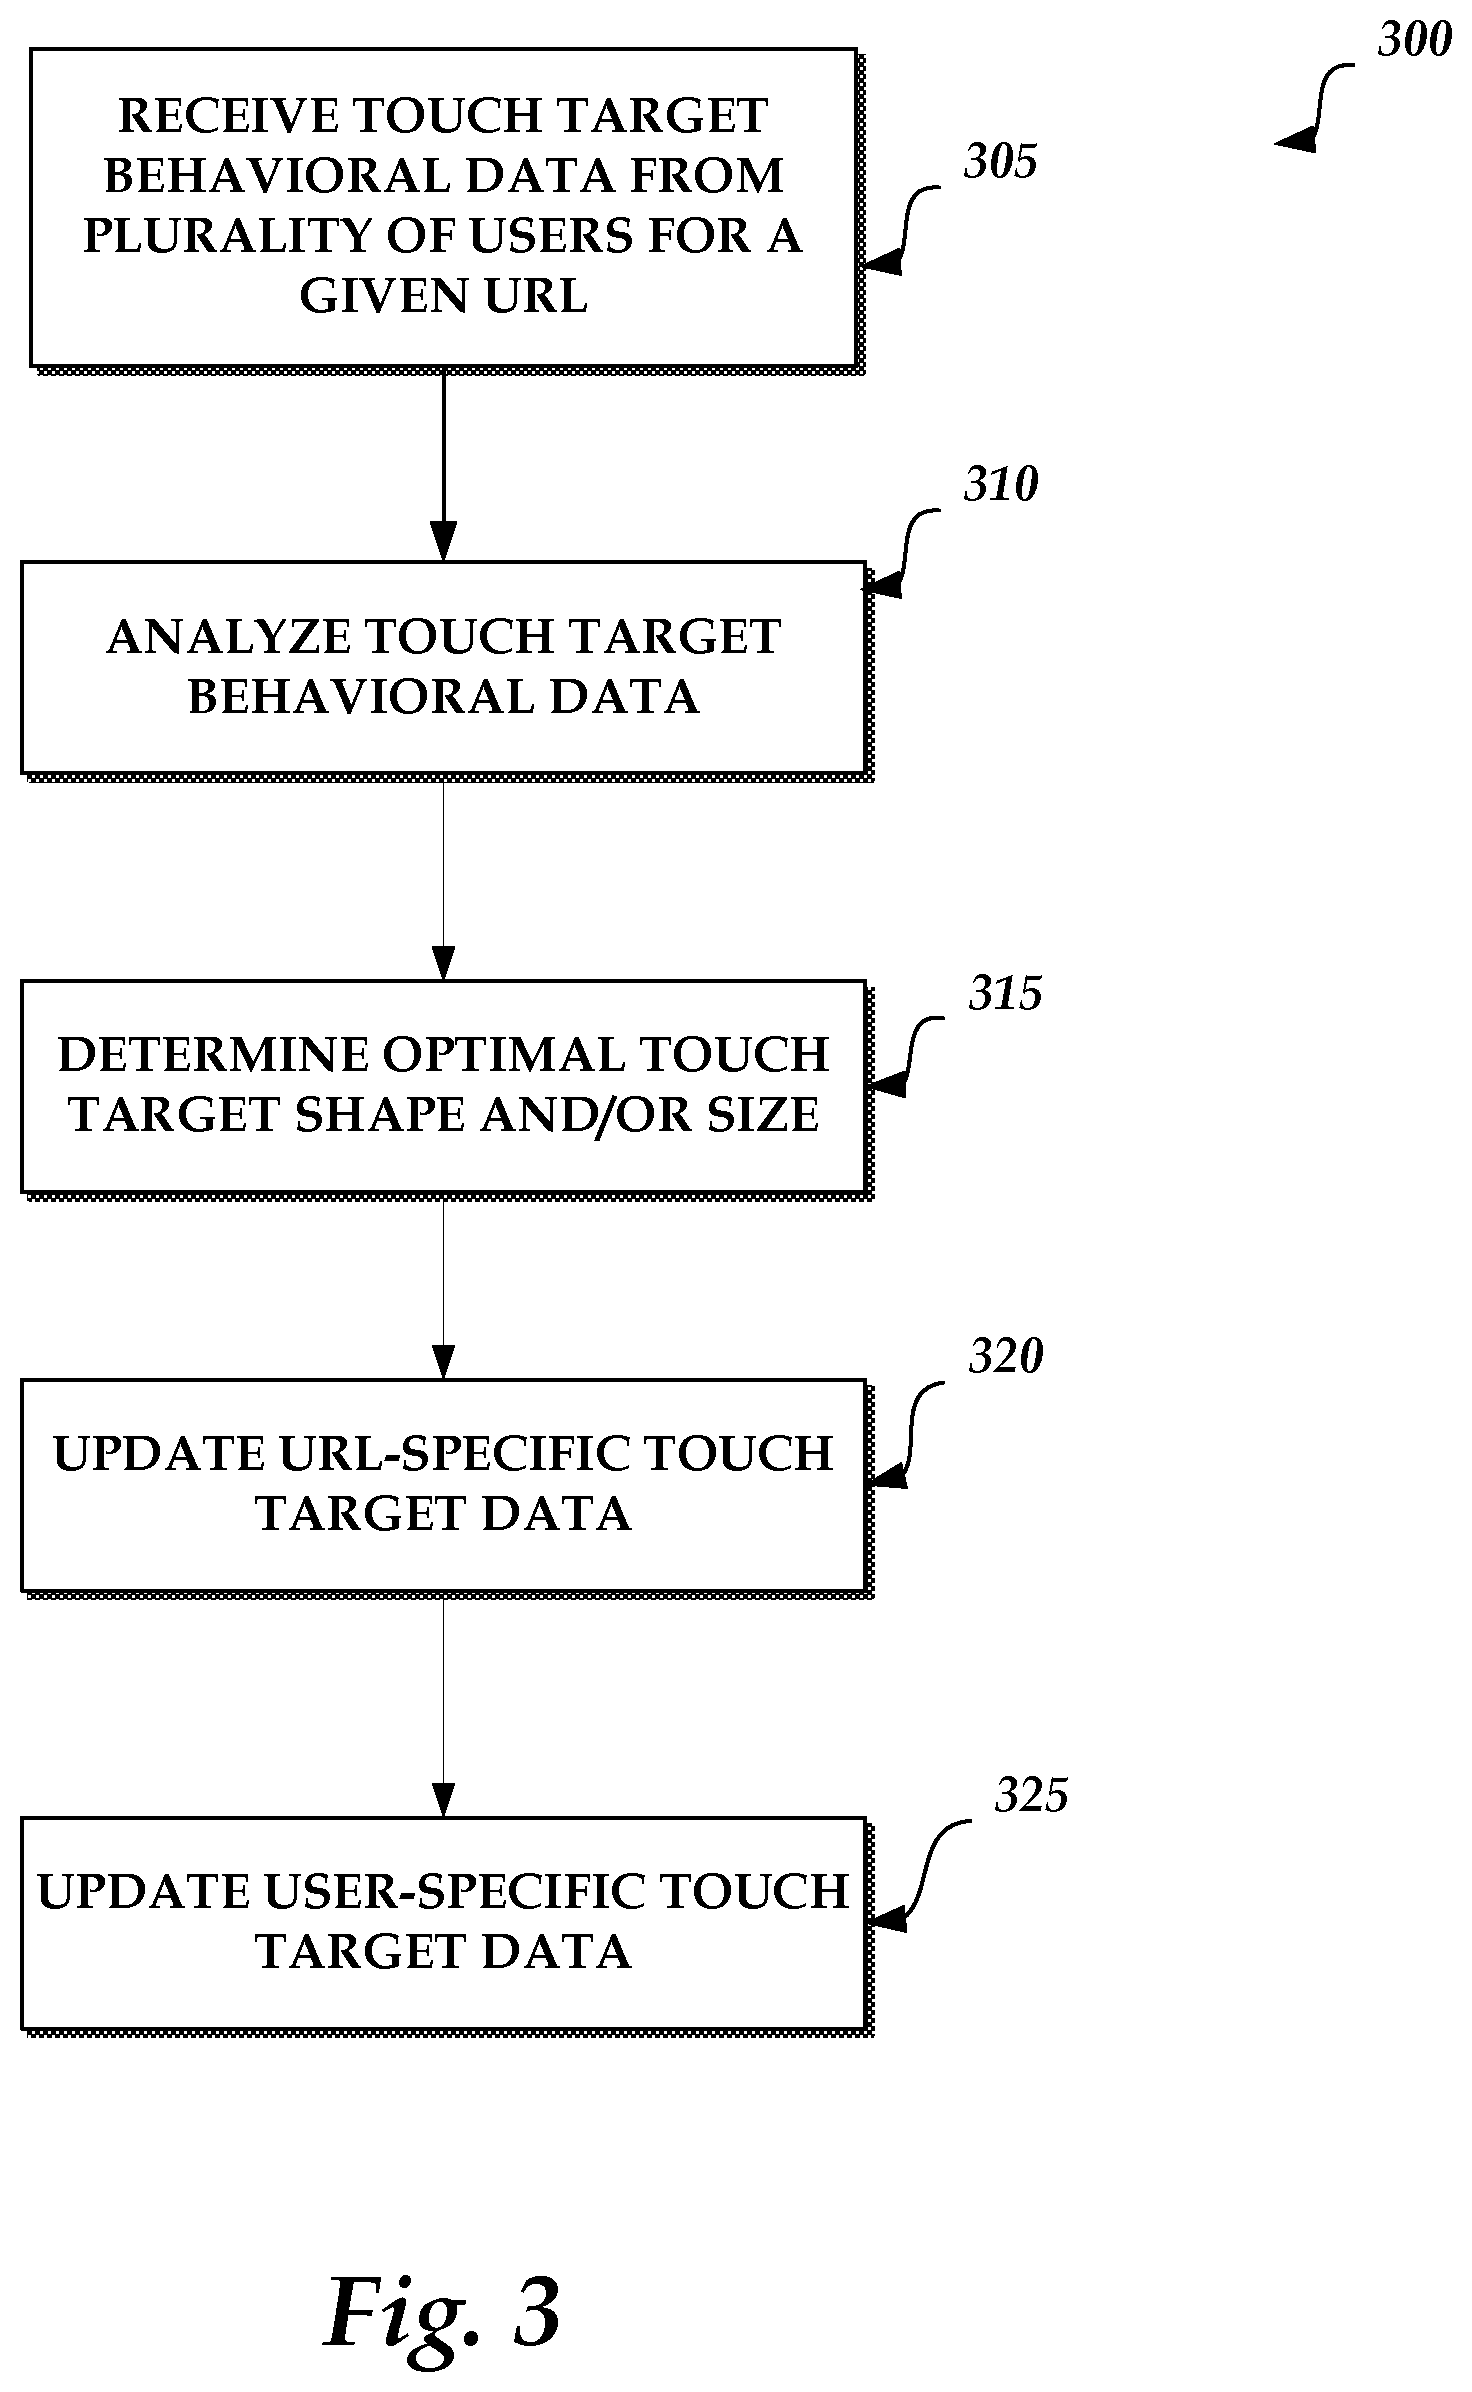 300
RECEIVE TOUCH TARGET
BEHAVIORAL DATA FROM
PLURALITY OF USERS FOR A
GIVEN URL
305
310
ANALYZE TOUCH TARGET
BEHAVIORAL DATA
315
DETERMINE OPTIMAL TOUCH
TARGET SHAPE AND/OR SIZE
320
UPDATE URL-SPECIFIC TOUCH
TARGET DATA
325
UPDATE USER-SPECIFIC TOUCH
TARGET DATA
Fig. 3